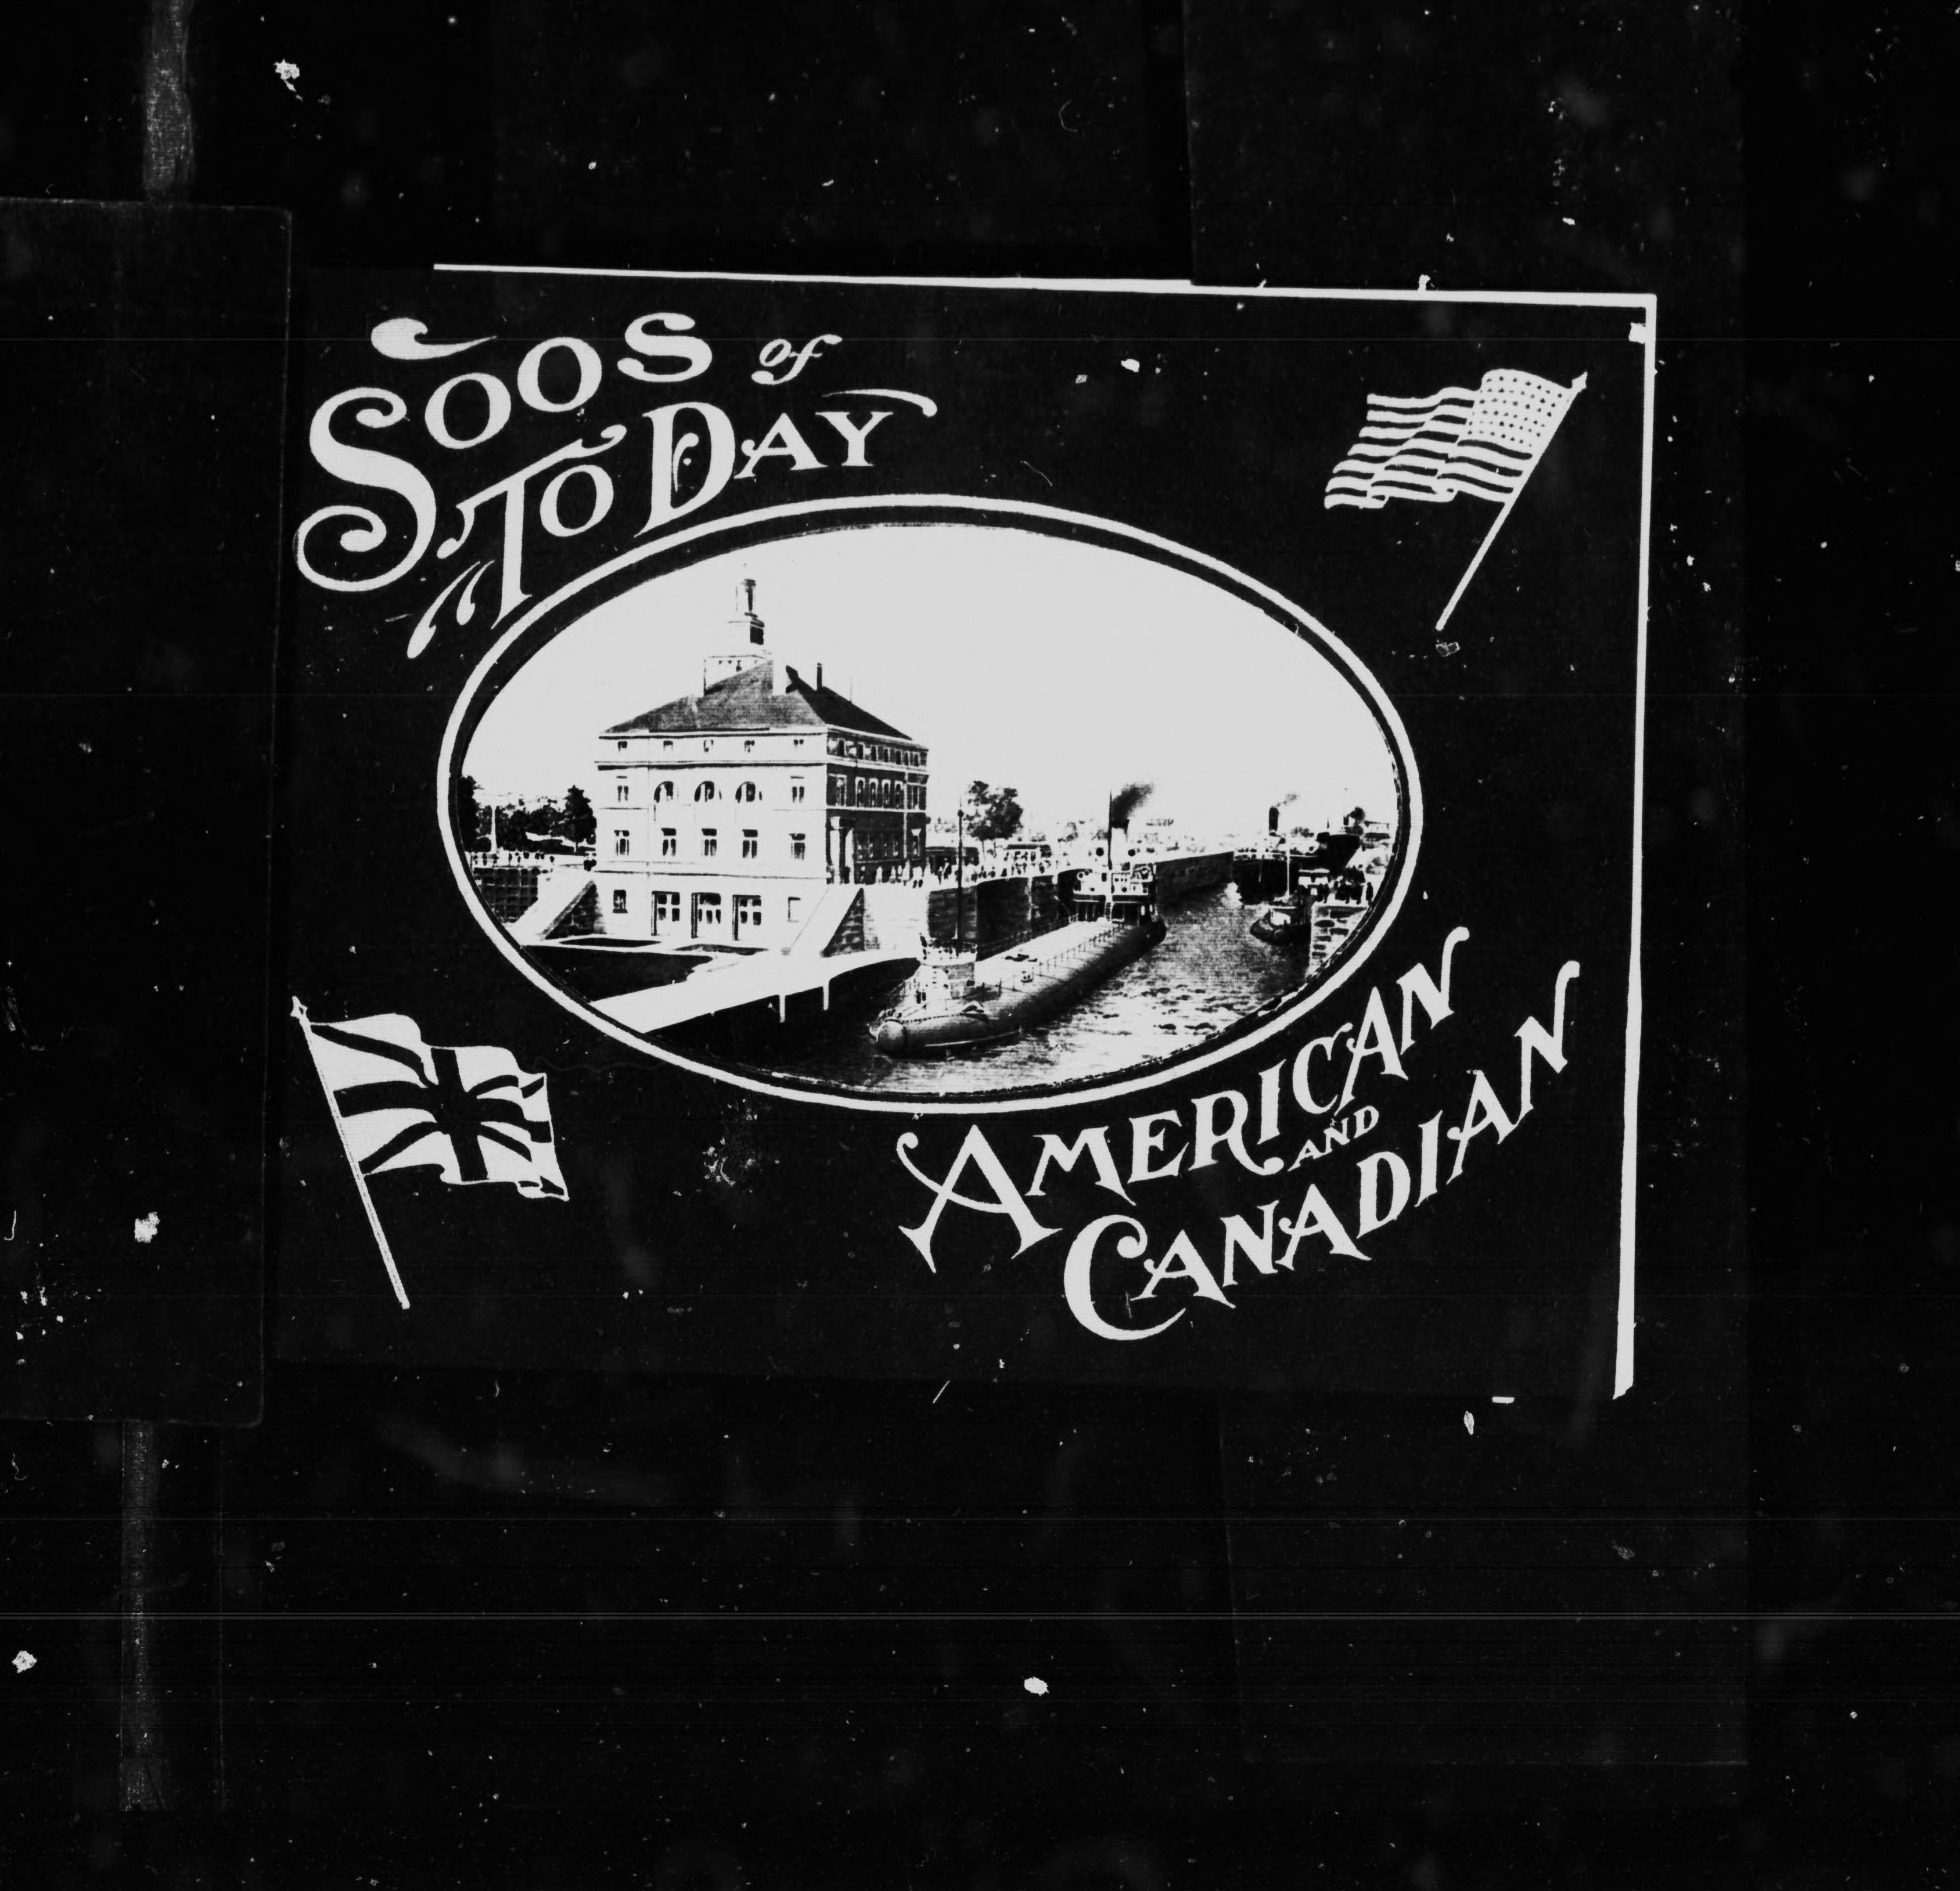 Soos of
To Day
American
and
Canadian